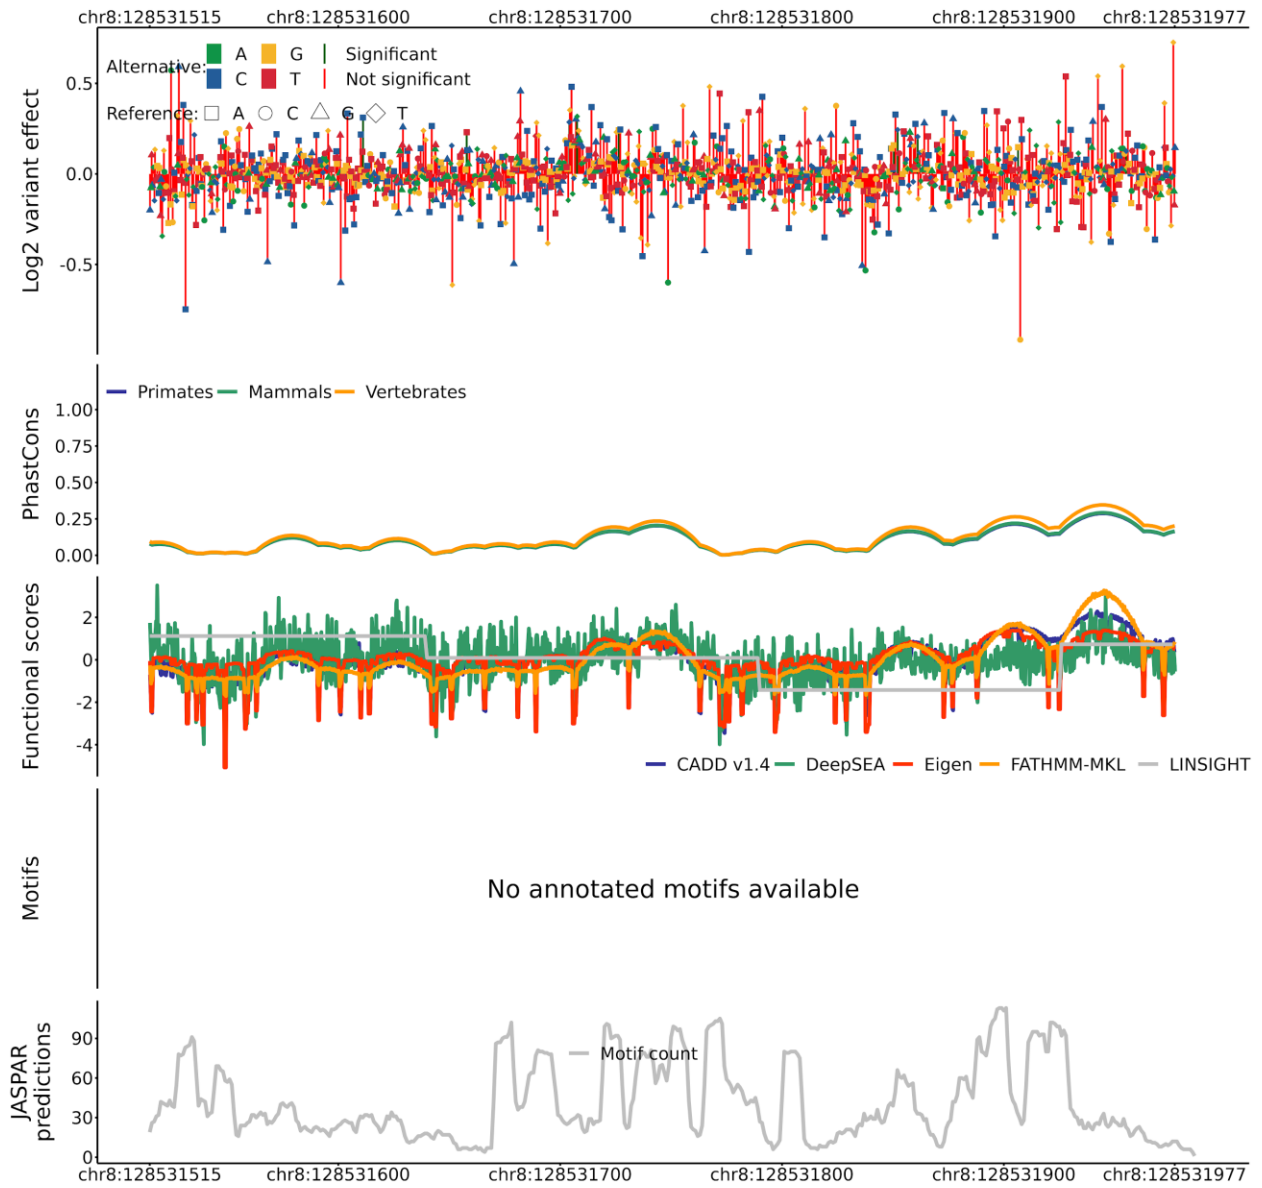 chr8:128531515 chr8:128531600 chr8:128531700 chr8:128531800 chr8:128531900 chr8:128531977
Log2 variant effect
0.5
0.0
-0.5
Alternative: A G Significant
C T Not significant
Reference: A C G T
PhastCons
Primates Mammals Vertebrates
1.00
0.75
0.50
0.25
0.00
Functional scores
2
0
-2
-4
CADD v1.4 DeepSEA Eigen FATHMM-MKL LINSIGHT
Motifs
No annotated motifs available
JASPAR
predictions
90
60
30
0
Motif count
chr8:128531515 chr8:128531600 chr8:128531700 chr8:128531800 chr8:128531900 chr8:128531977